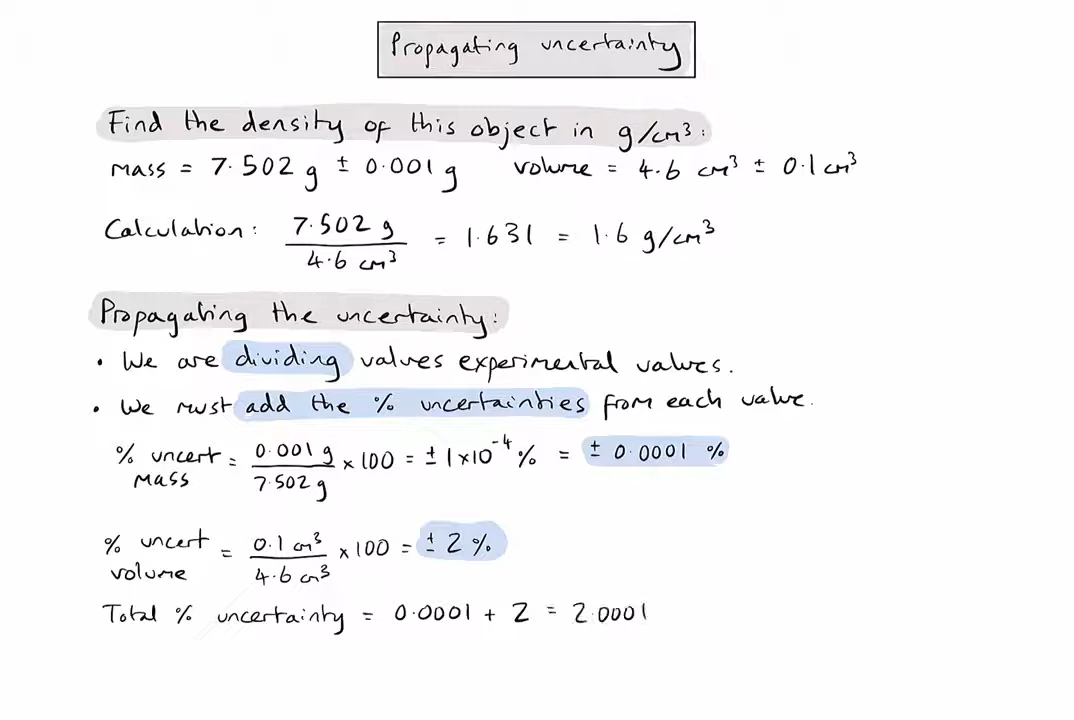 Propagating uncertainty
Find the density of this object in g/cm³:
mass = 7.502 g ± 0.001 g volume = 4.6 cm³ ± 0.1 cm³
Calculation: 7.502 g / 4.6 cm³ = 1.631 = 1.6 g/cm³
Propagating the uncertainty:
• We are dividing values experimental values.
• We must add the % uncertainties from each value.
% uncert mass = 0.001 g / 7.502 g × 100 = ± 1×10⁻⁴ % = ± 0.0001 %
% uncert volume = 0.1 cm³ / 4.6 cm³ × 100 = ± 2 %
Total % uncertainty = 0.0001 + 2 = 2.0001